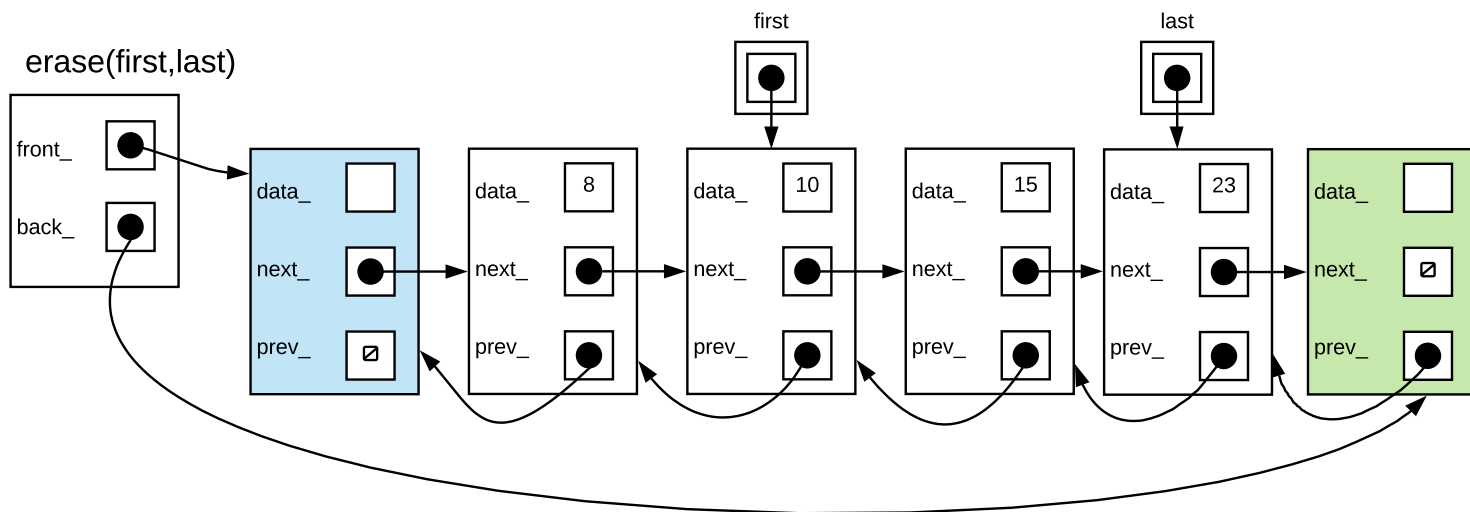 first
last
erase(first,last)
front_
back_
data_
next_
prev_
data_ 8
next_
prev_
data_ 10
next_
prev_
data_ 15
next_
prev_
data_ 23
next_
prev_
data_
next_
prev_